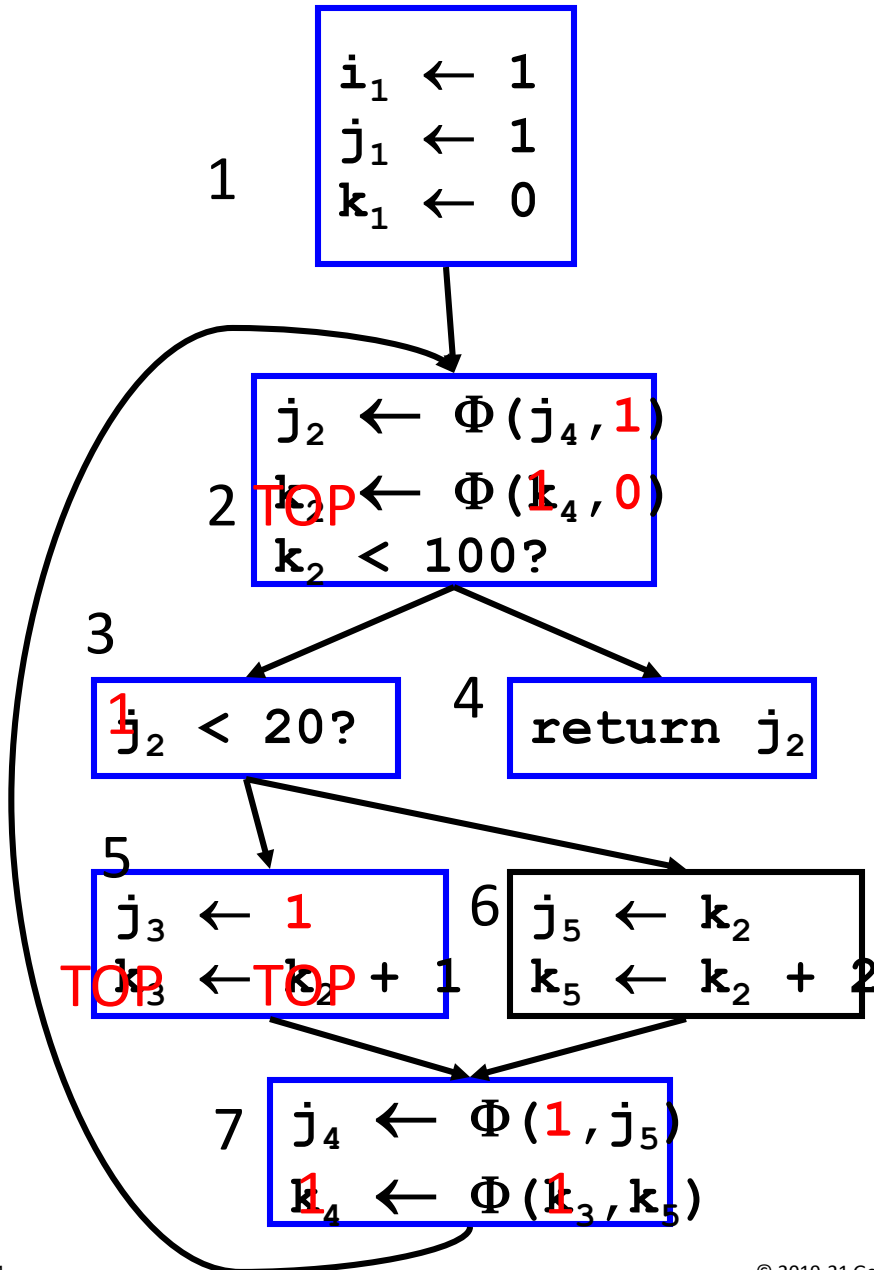 i₁ ← 1
j₁ ← 1
1
k₁ ← 0
j₂ ← Φ(j₄,1)
2 TOP k₂ ← Φ(1 k₄,0)
k₂ < 100?
3
4
1 j₂ < 20?
return j₂
5
6
j₃ ← 1
j₅ ← k₂
TOP k₃ ← TOP k₂ + 1
k₅ ← k₂ + 2
7
j₄ ← Φ(1,j₅)
1 k₄ ← Φ(1 k₃,k₅)